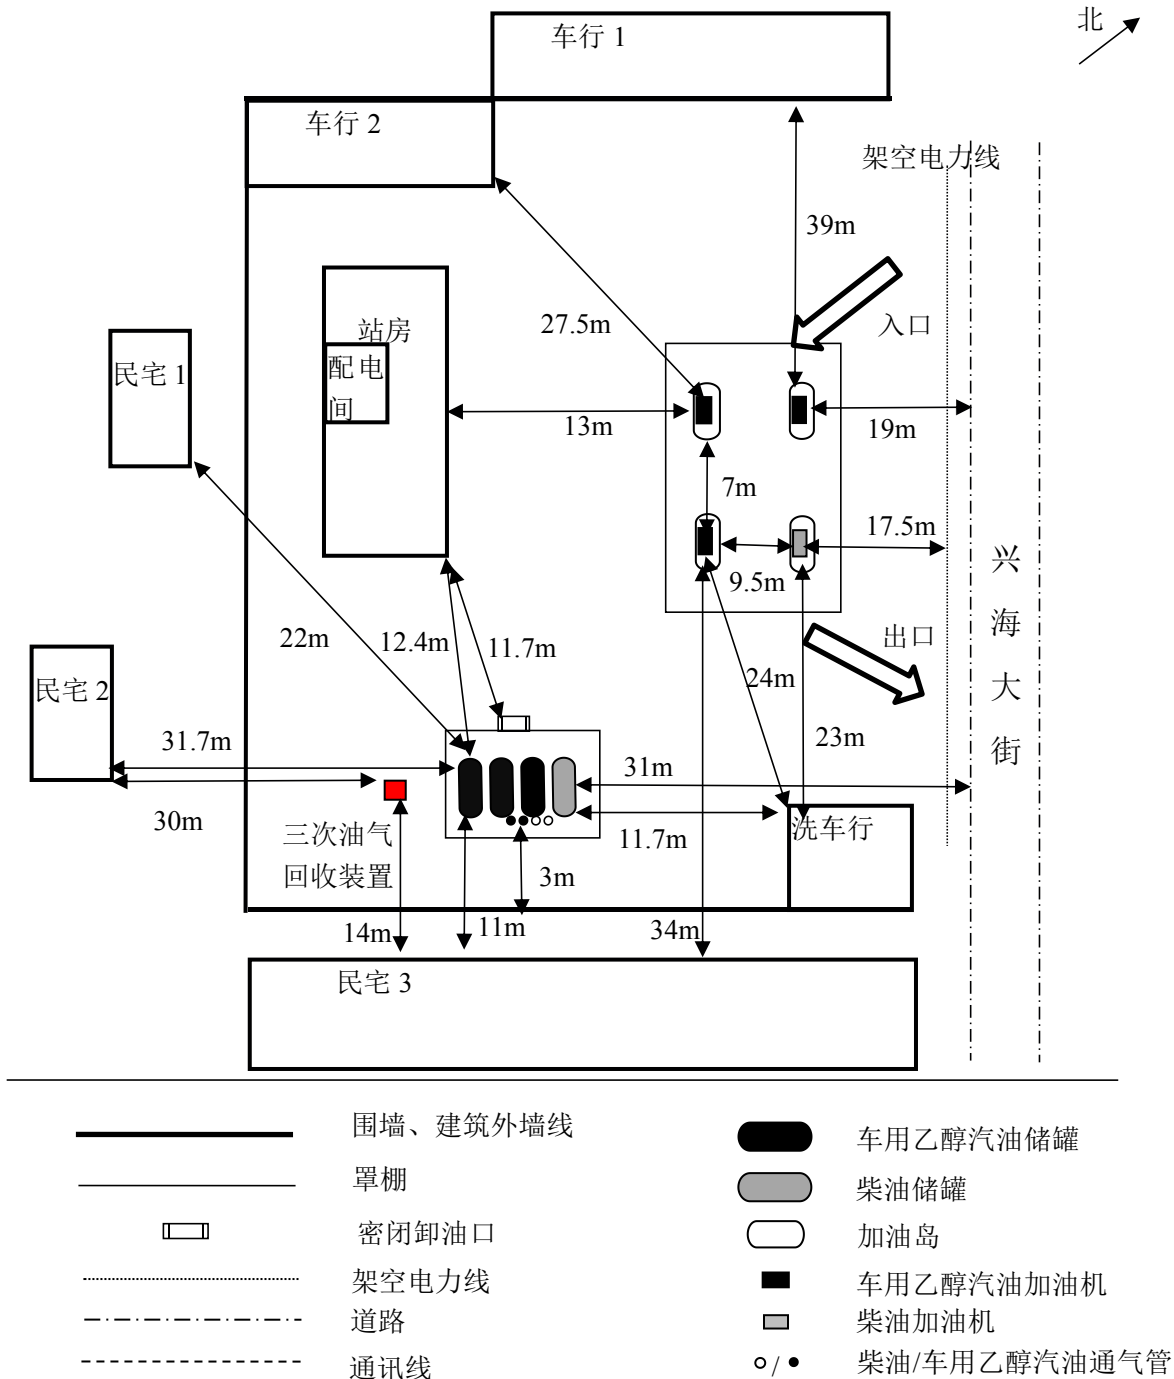 车行 1
北
车行 2
架空电力线
39m
27.5m
入口
站房
配电
间
民宅 1
13m
19m
7m
17.5m
9.5m
兴
海
大
街
22m
12.4m
11.7m
出口
民宅 2
24m
31.7m
23m
31m
30m
三次油气
回收装置
11.7m
洗车行
3m
14m
11m
34m
民宅 3
围墙、建筑外墙线
车用乙醇汽油储罐
罩棚
柴油储罐
密闭卸油口
加油岛
架空电力线
车用乙醇汽油加油机
道路
柴油加油机
通讯线
/
柴油/车用乙醇汽油通气管